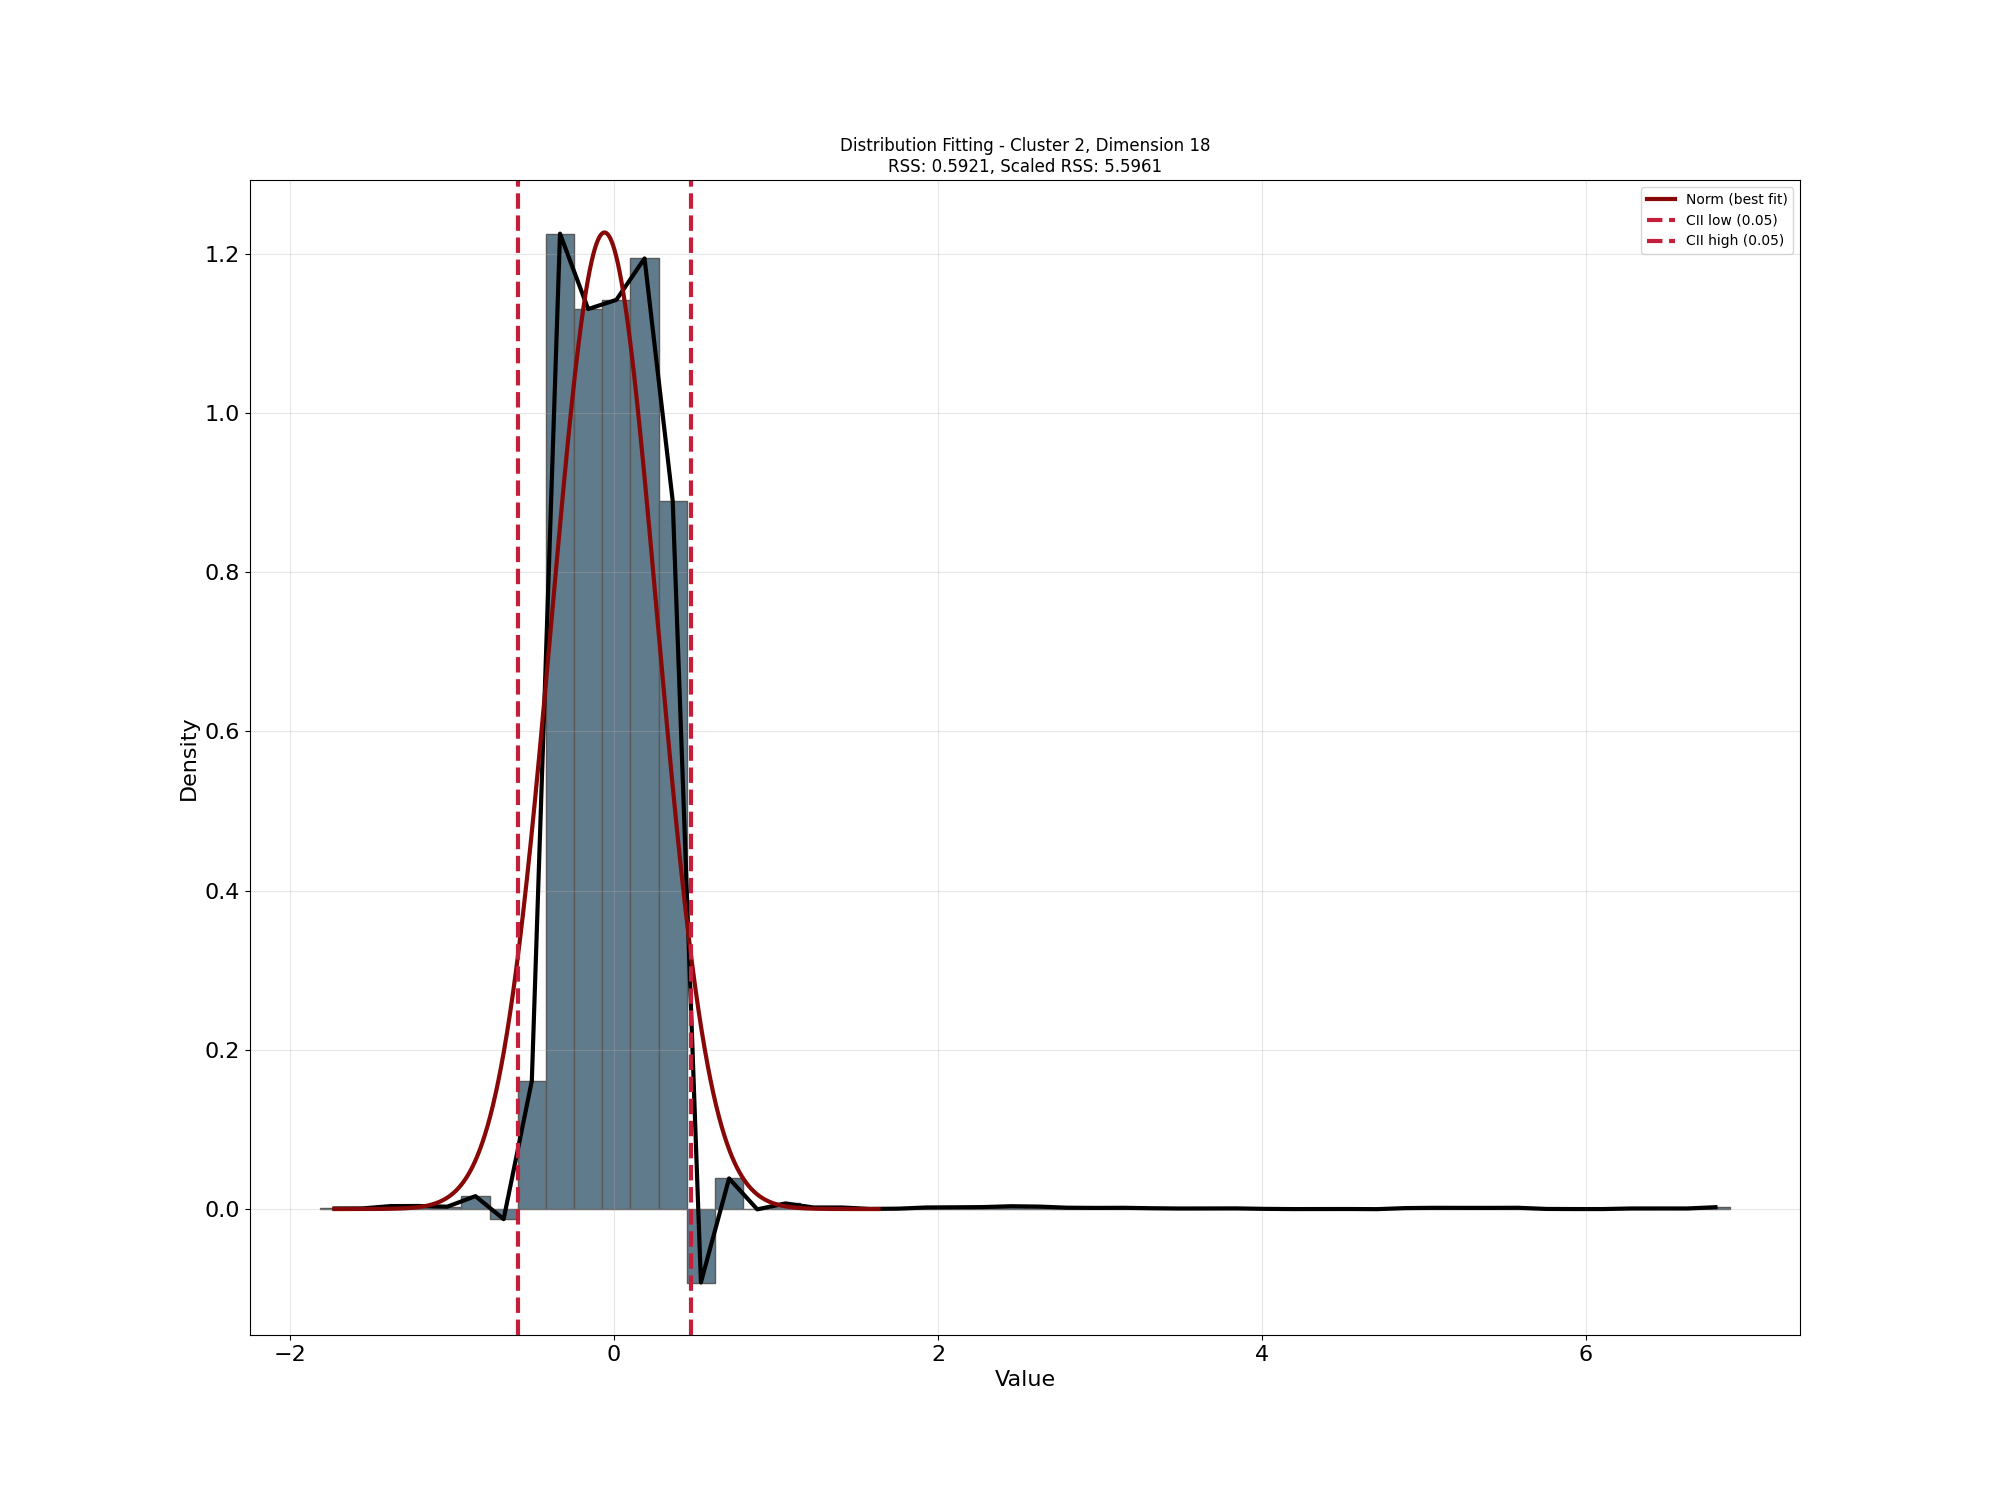 Distribution Fitting - Cluster 2, Dimension 18
RSS: 0.5921, Scaled RSS: 5.5961
Norm (best fit)
CII low (0.05)
CII high (0.05)
1.2
1.0
0.8
0.6
0.4
0.2
0.0
Density
−2
0
2
4
6
Value